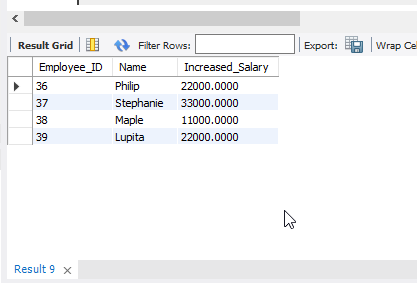 Result Grid Filter Rows: Export: Wrap Cel
Employee_ID Name Increased_Salary
36 Philip 22000.0000
37 Stephanie 33000.0000
38 Maple 11000.0000
39 Lupita 22000.0000
Result 9